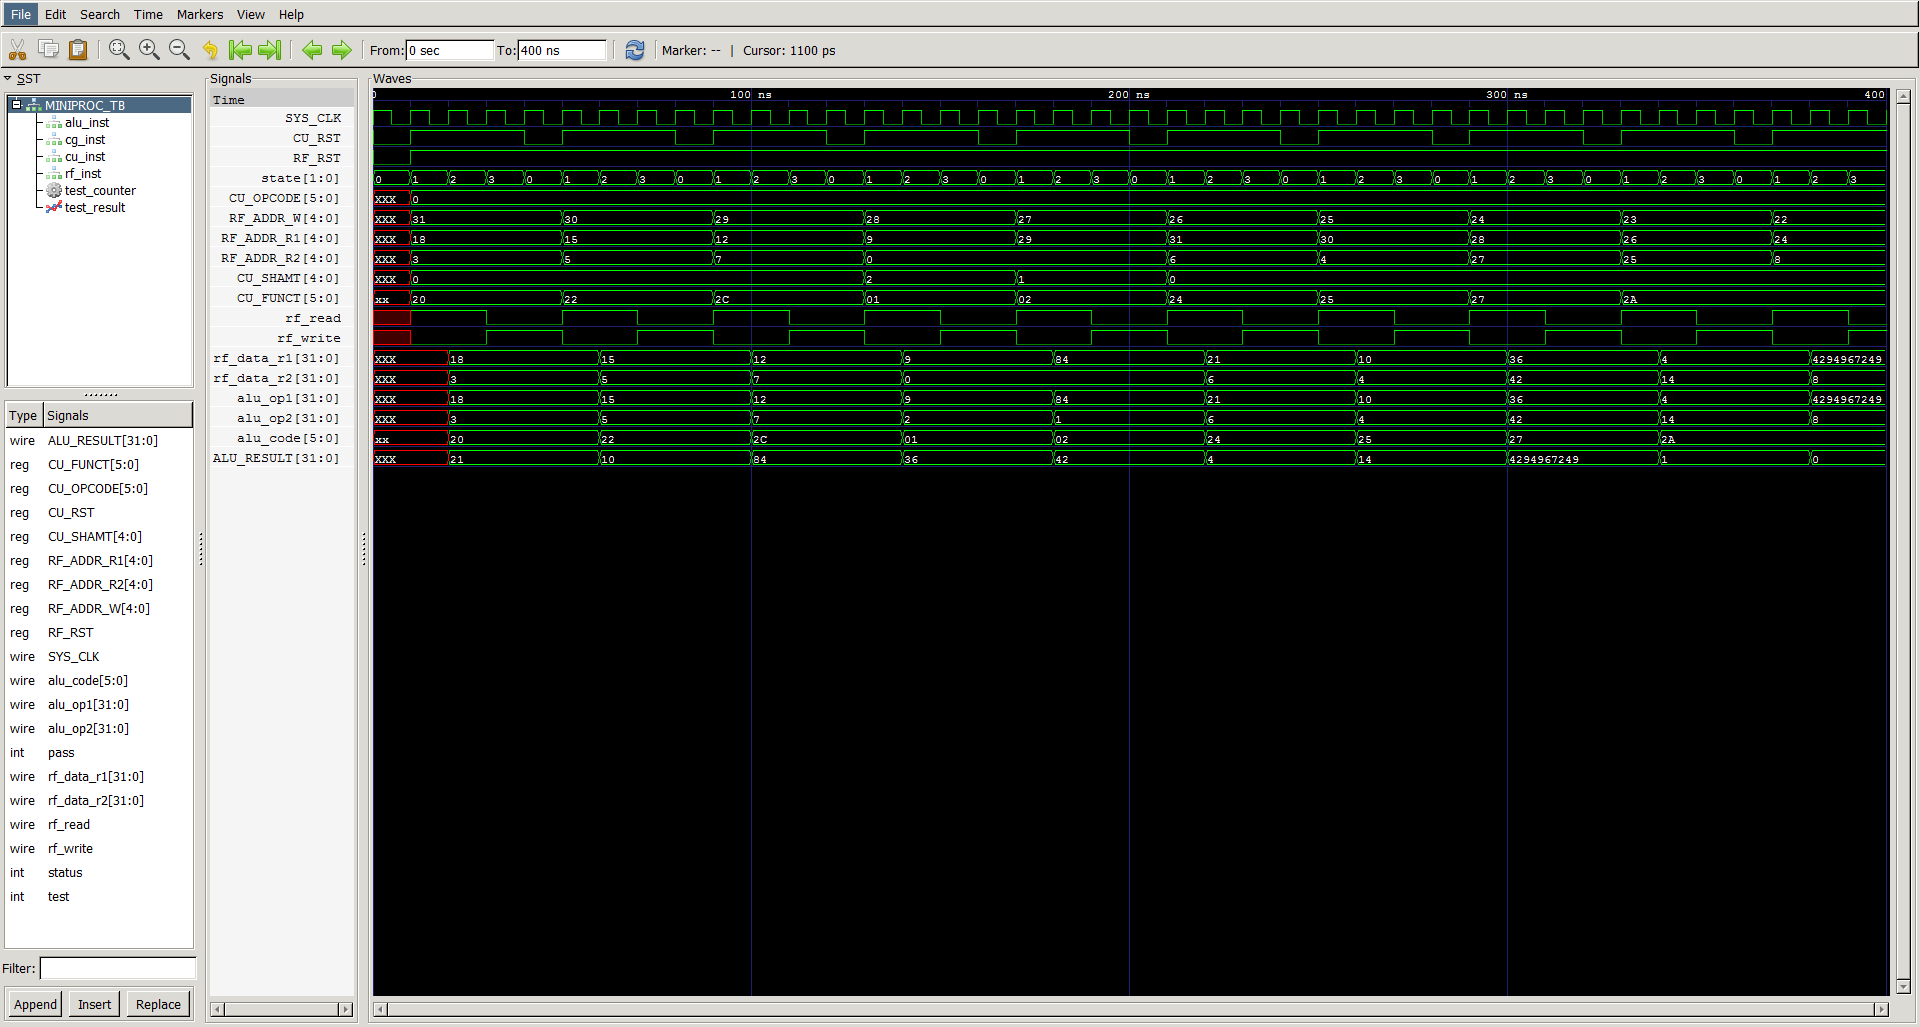 File Edit Search Time Markers View Help
From: 0 sec To: 400 ns Marker: -- | Cursor: 1100 ps
SST
MINIPROC_TB
alu_inst
cg_inst
cu_inst
rf_inst
test_counter
test_result
Type Signals
wire ALU_RESULT[31:0]
reg CU_FUNCT[5:0]
reg CU_OPCODE[5:0]
reg CU_RST
reg CU_SHAMT[4:0]
reg RF_ADDR_R1[4:0]
reg RF_ADDR_R2[4:0]
reg RF_ADDR_W[4:0]
reg RF_RST
wire SYS_CLK
wire alu_code[5:0]
wire alu_op1[31:0]
wire alu_op2[31:0]
int pass
wire rf_data_r1[31:0]
wire rf_data_r2[31:0]
wire rf_read
wire rf_write
int status
int test
Filter:
Append Insert Replace
Signals
Waves
Time 0 100 ns 200 ns 300 ns 400
SYS_CLK
CU_RST
RF_RST
state[1:0] 0 1 2 3 0 1 2 3 0 1 2 3 0 1 2 3 0 1 2 3 0 1 2 3 0 1 2 3 0 1 2 3 0 1 2 3 0 1 2 3
CU_OPCODE[5:0] XXX 0
RF_ADDR_W[4:0] XXX 31 30 29 28 27 26 25 24 23 22
RF_ADDR_R1[4:0] XXX 18 15 12 9 29 31 30 28 26 24
RF_ADDR_R2[4:0] XXX 3 5 7 0 6 4 27 25 8
CU_SHAMT[4:0] XXX 0 2 1 0
CU_FUNCT[5:0] xx 20 22 2C 01 02 24 25 27 2A
rf_read
rf_write
rf_data_r1[31:0] XXX 18 15 12 9 84 21 10 36 4 4294967249
rf_data_r2[31:0] XXX 3 5 7 0 6 4 42 14 8
alu_op1[31:0] XXX 18 15 12 9 84 21 10 36 4 4294967249
alu_op2[31:0] XXX 3 5 7 2 1 6 4 42 14 8
alu_code[5:0] xx 20 22 2C 01 02 24 25 27 2A
ALU_RESULT[31:0] XXX 21 10 84 36 42 4 14 4294967249 1 0